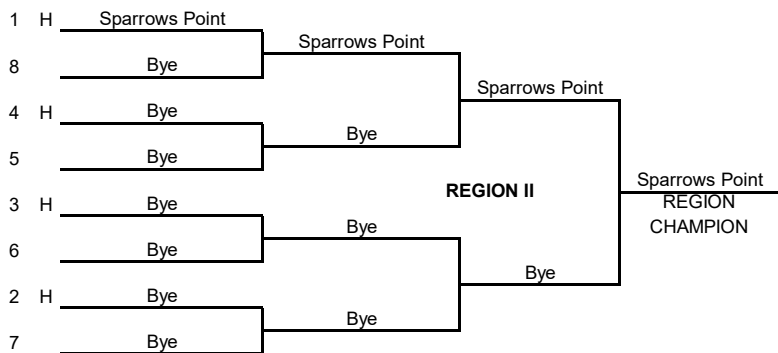 1 H Sparrows Point
Sparrows Point
8 Bye
Sparrows Point
4 H Bye
Bye
5 Bye
REGION II
Sparrows Point
REGION
CHAMPION
3 H Bye
Bye
6 Bye
Bye
2 H Bye
Bye
7 Bye